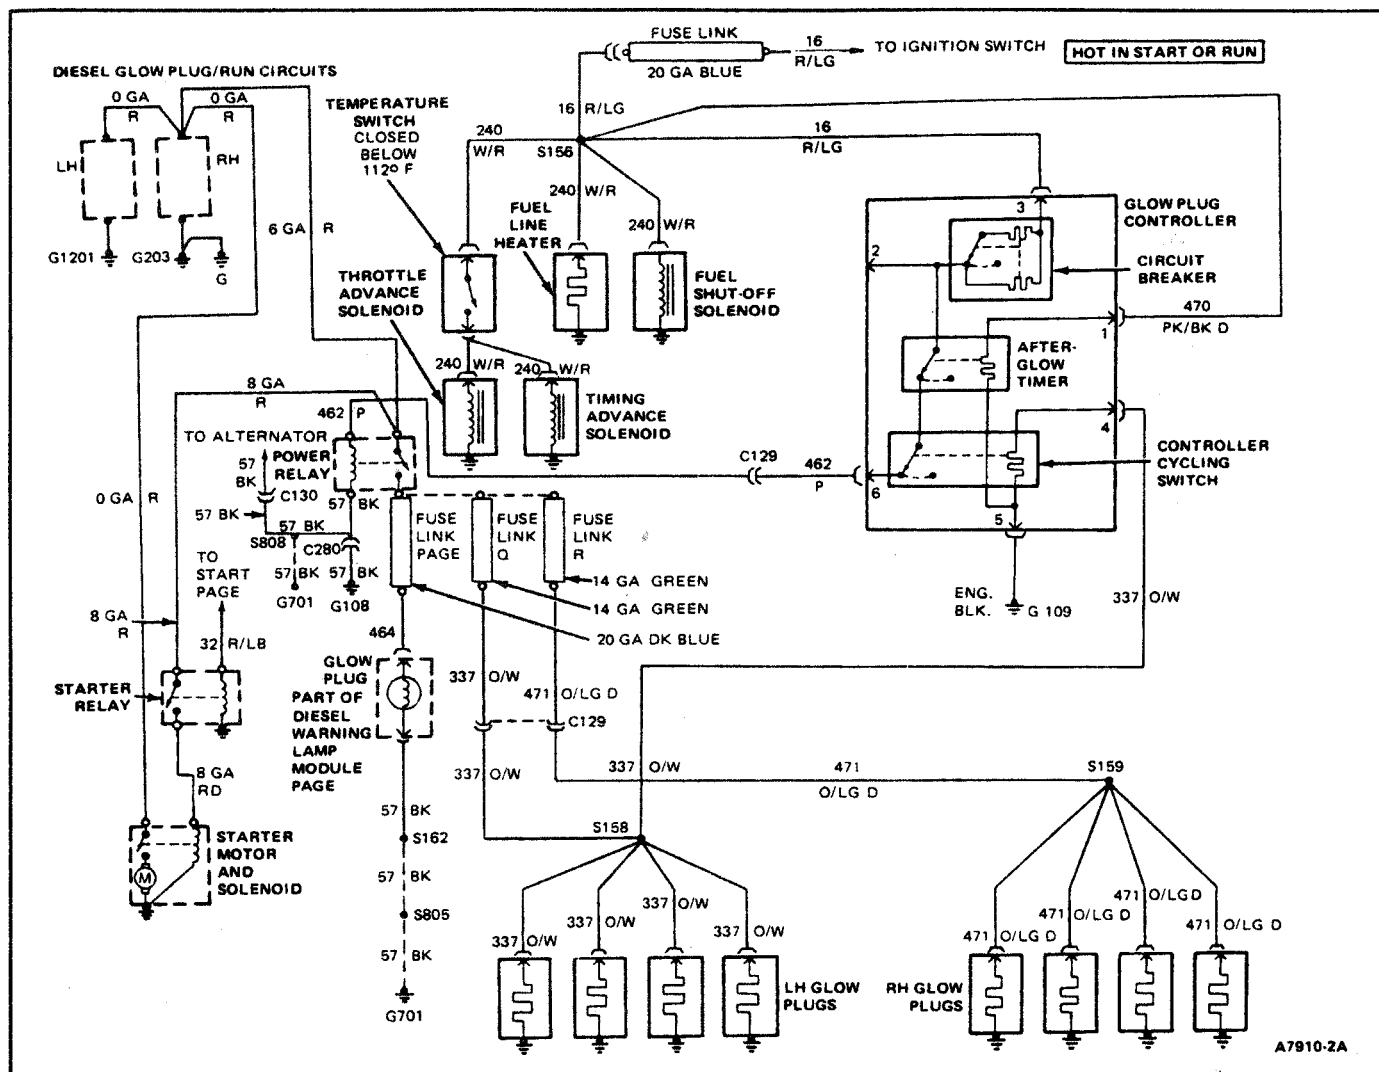 FUSE LINK
16
TO IGNITION SWITCH
HOT IN START OR RUN
R/LG
20 GA BLUE
DIESEL GLOW PLUG/RUN CIRCUITS
0 GA
R
0 GA
R
TEMPERATURE
SWITCH
CLOSED
BELOW
112º F
16 R/LG
240
W/R
S156
16
R/LG
LH
RH
240 W/R
FUEL
LINE
HEATER
240 W/R
3
GLOW PLUG
CONTROLLER
6 GA R
2
G1201
G203
G
THROTTLE
ADVANCE
SOLENOID
FUEL
SHUT-OFF
SOLENOID
CIRCUIT
BREAKER
470
PK/BK D
1
AFTER-
GLOW
TIMER
240 W/R
240 W/R
8 GA
R
462 P
TIMING
ADVANCE
SOLENOID
4
TO ALTERNATOR
POWER
RELAY
57
BK
C130
C129
462
P
6
CONTROLLER
CYCLING
SWITCH
0 GA R
57 BK
57 BK
57 BK
S808
C280
FUSE
LINK
PAGE
FUSE
LINK
Q
FUSE
LINK
R
5
TO
START
PAGE
57 BK
57 BK
G701
G108
14 GA GREEN
14 GA GREEN
20 GA DK BLUE
ENG.
BLK.
G 109
337 O/W
8 GA
R
32 R/LB
464
GLOW
PLUG
PART OF
DIESEL
WARNING
LAMP
MODULE
PAGE
337 O/W
471 O/LG D
STARTER
RELAY
C129
8 GA
RD
337 O/W
337 O/W
471
O/LG D
S159
57 BK
S162
S158
STARTER
MOTOR
AND
SOLENOID
M
57 BK
S805
57 BK
G701
337 O/W
337 O/W
337 O/W
337 O/W
471 O/LG D
471 O/LG D
471 O/LG D
471 O/LG D
LH GLOW
PLUGS
RH GLOW
PLUGS
A7910-2A